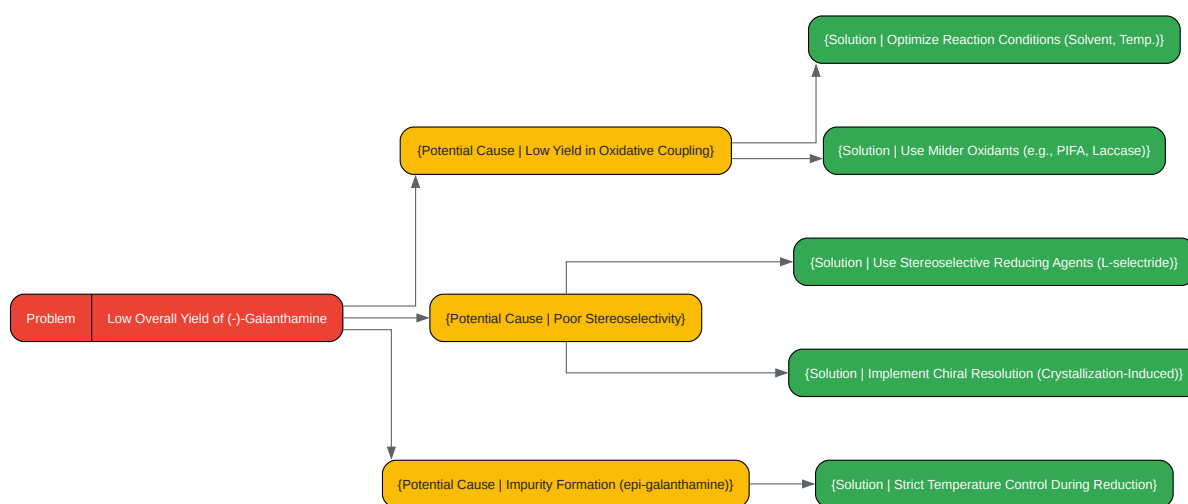 {Solution | Optimize Reaction Conditions (Solvent, Temp.)}
{Potential Cause | Low Yield in Oxidative Coupling}
{Solution | Use Milder Oxidants (e.g., PIFA, Laccase)}
{Solution | Use Stereoselective Reducing Agents (L-selectride)}
Problem
Low Overall Yield of (-)-Galanthamine
{Potential Cause | Poor Stereoselectivity}
{Solution | Implement Chiral Resolution (Crystallization-Induced)}
{Potential Cause | Impurity Formation (epi-galanthamine)}
{Solution | Strict Temperature Control During Reduction}